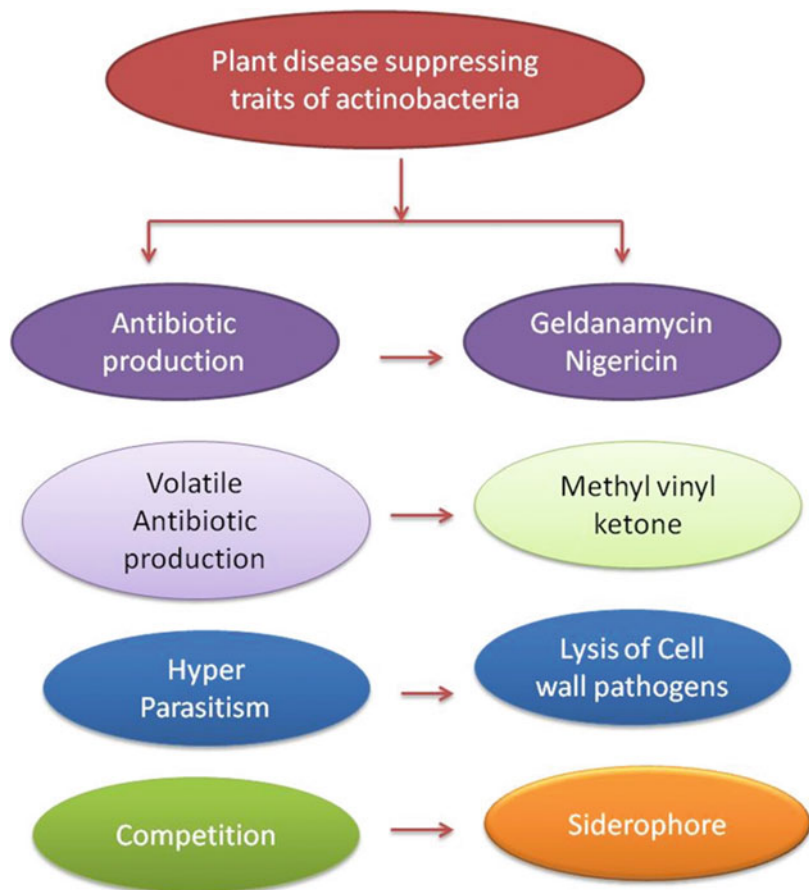 Plant disease suppressing
traits of actinobacteria
Antibiotic
production
Geldanamycin
Nigericin
Volatile
Antibiotic
production
Methyl vinyl
ketone
Hyper
Parasitism
Lysis of Cell
wall pathogens
Competition
Siderophore